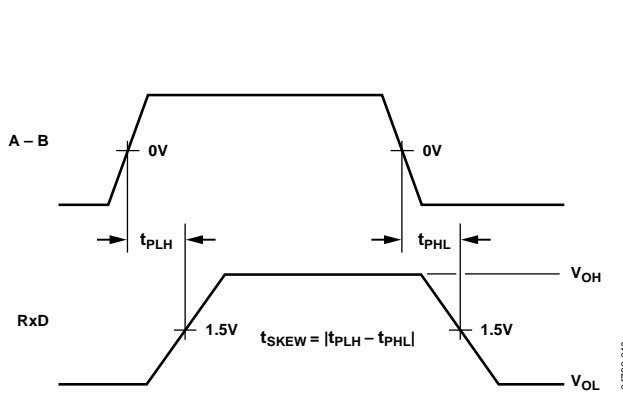 A – B
0V
0V
tPLH
tPHL
VOH
RxD
1.5V
tSKEW = |tPLH – tPHL|
1.5V
VOL